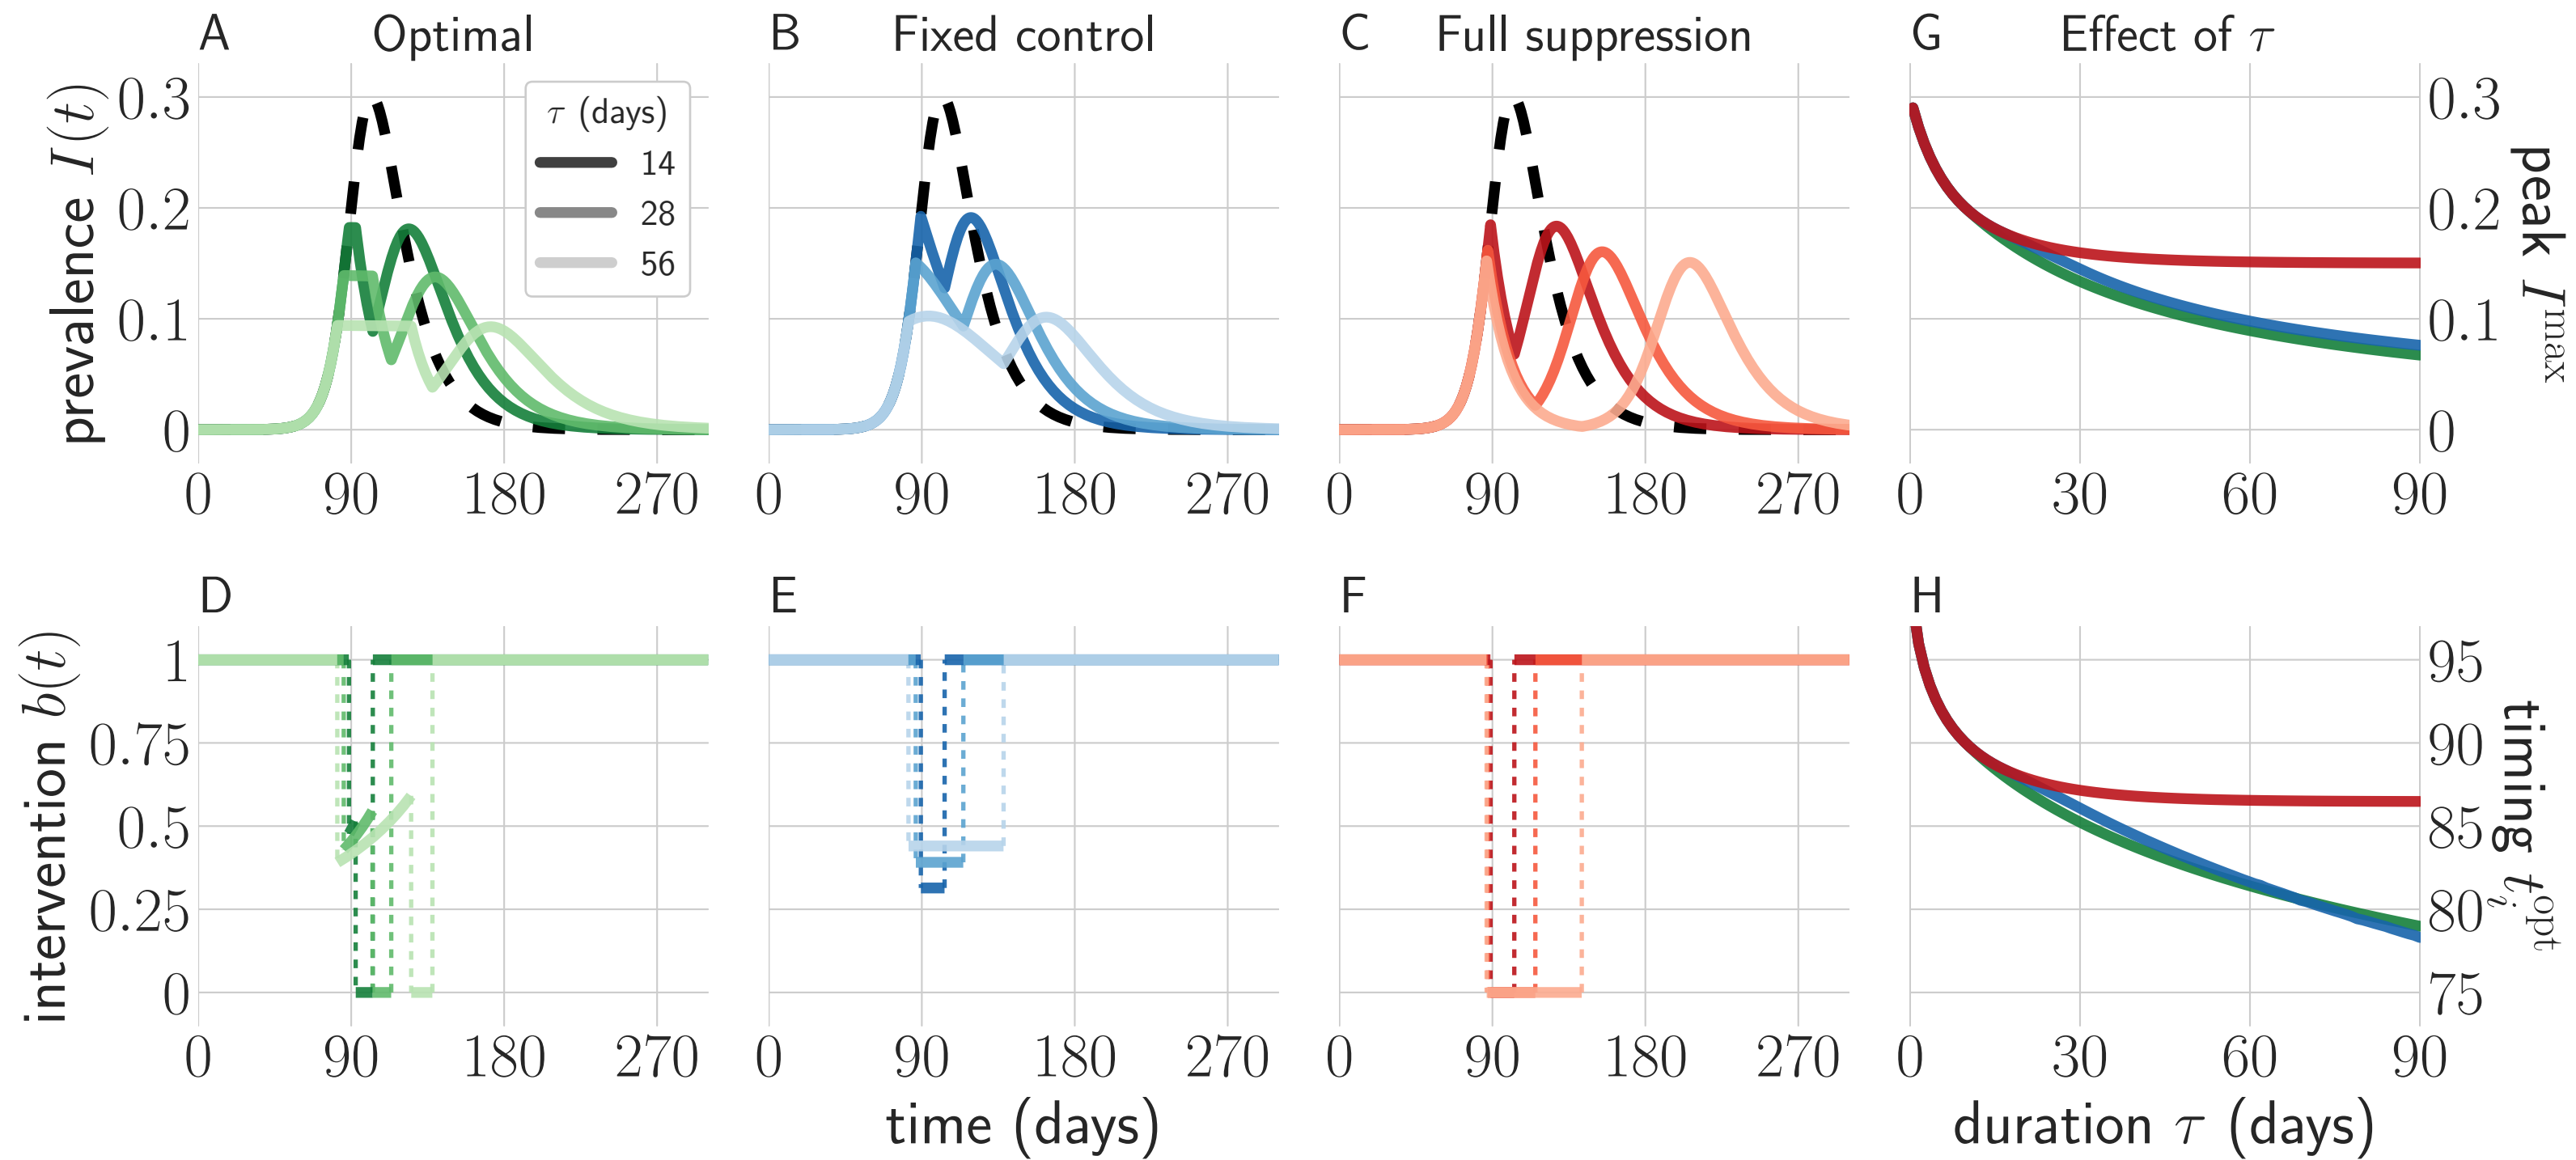 A Optimal
B Fixed control
C Full suppression
G Effect of τ
prevalence I(t)
0.3
0.2
0.1
0
τ (days)
14
28
56
0 90 180 270
0 90 180 270
0 90 180 270
0 30 60 90
0.3
0.2
0.1
0
peak I^max
D
E
F
H
intervention b(t)
1
0.75
0.5
0.25
0
0 90 180 270
0 90 180 270
0 90 180 270
0 30 60 90
95
90
85
80
75
timing t_i^opt
time (days)
duration τ (days)